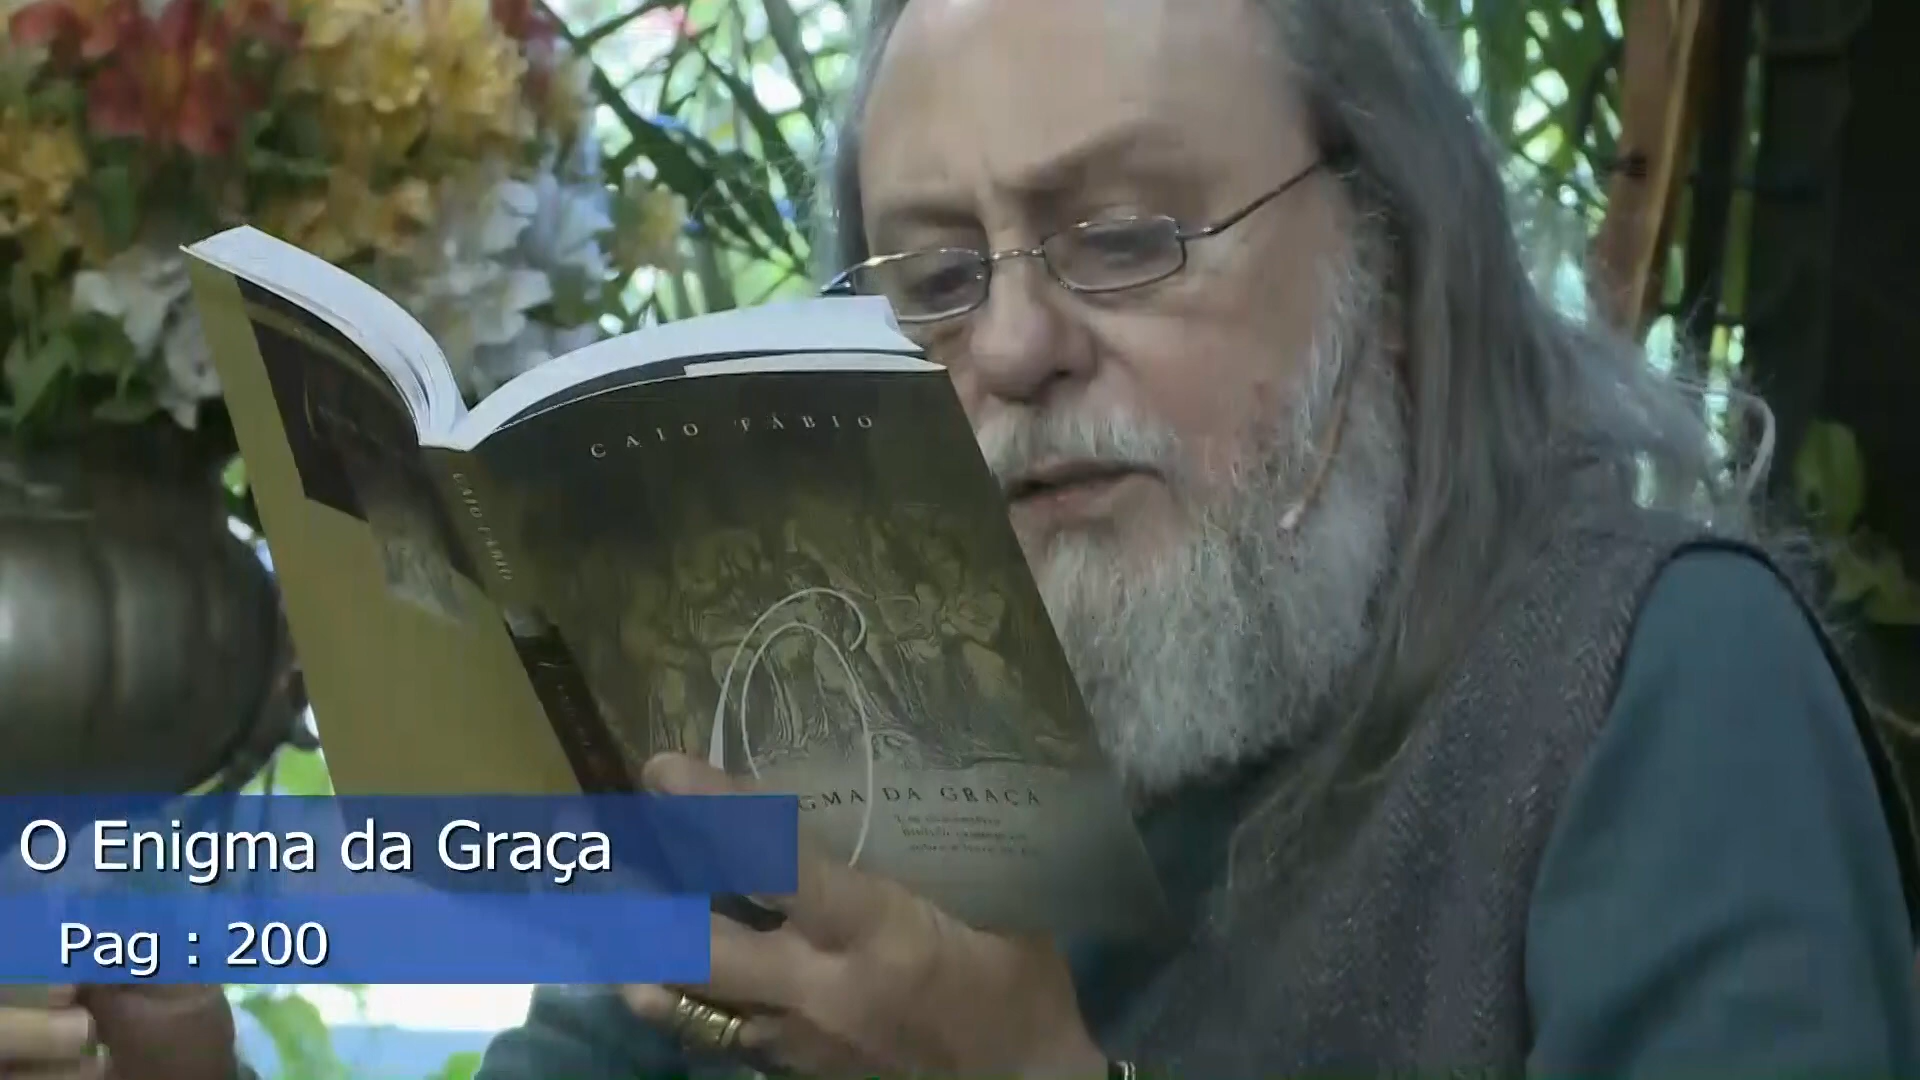 CAIO FÁBIO
CAIO FÁBIO
GMA DA GRAÇA
O Enigma da Graça
Pag : 200